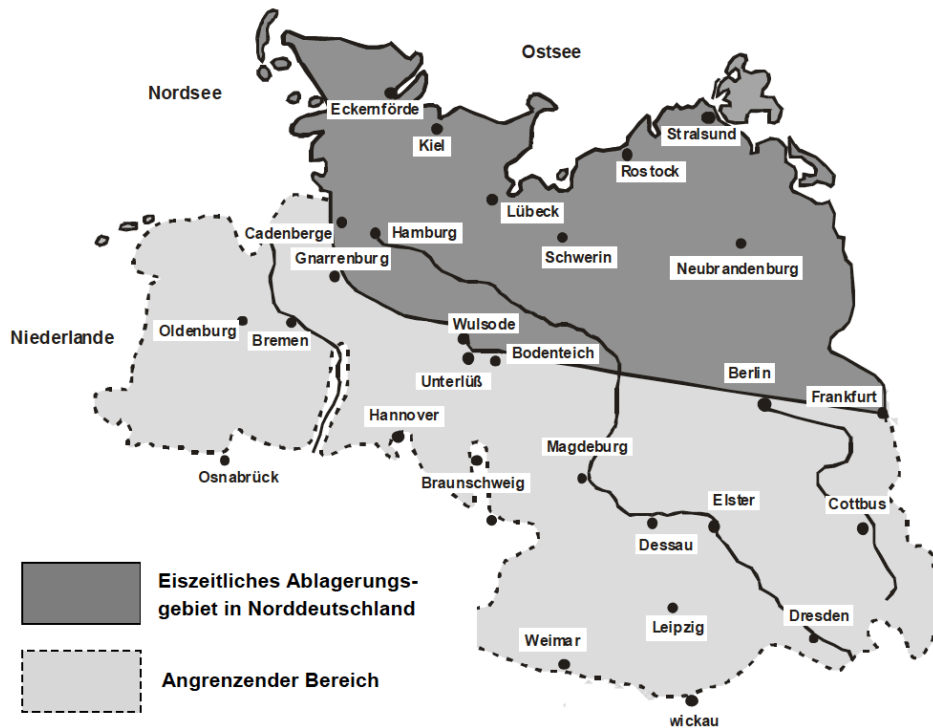 Ostsee
Nordsee
Eckernförde
Kiel
Stralsund
Rostock
Lübeck
Cadenberge
Hamburg
Schwerin
Gnarrenburg
Neubrandenburg
Niederlande
Oldenburg
Bremen
Wulsode
Bodenteich
Unterlüß
Berlin
Frankfurt
Hannover
Magdeburg
Osnabrück
Braunschweig
Elster
Cottbus
Dessau
Eiszeitliches Ablagerungs-
gebiet in Norddeutschland
Leipzig
Dresden
Weimar
Angrenzender Bereich
wickau